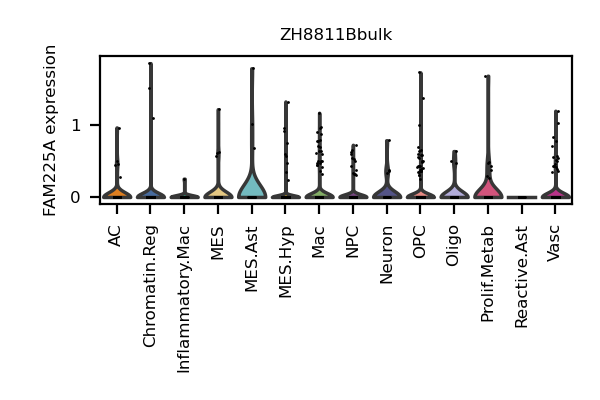 ZH8811Bbulk
FAM225A expression
1
0
AC
Chromatin.Reg
Inflammatory.Mac
MES
MES.Ast
MES.Hyp
Mac
NPC
Neuron
OPC
Oligo
Prolif.Metab
Reactive.Ast
Vasc